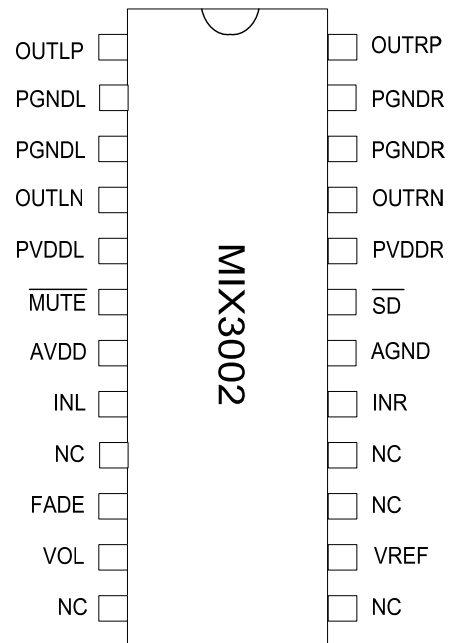 OUTLP OUTRP
PGNDL PGNDR
PGNDL PGNDR
OUTLN OUTRN
PVDDL PVDDR
MUTE SD
AVDD AGND
INL INR
NC NC
FADE NC
VOL VREF
NC NC
MIX3002